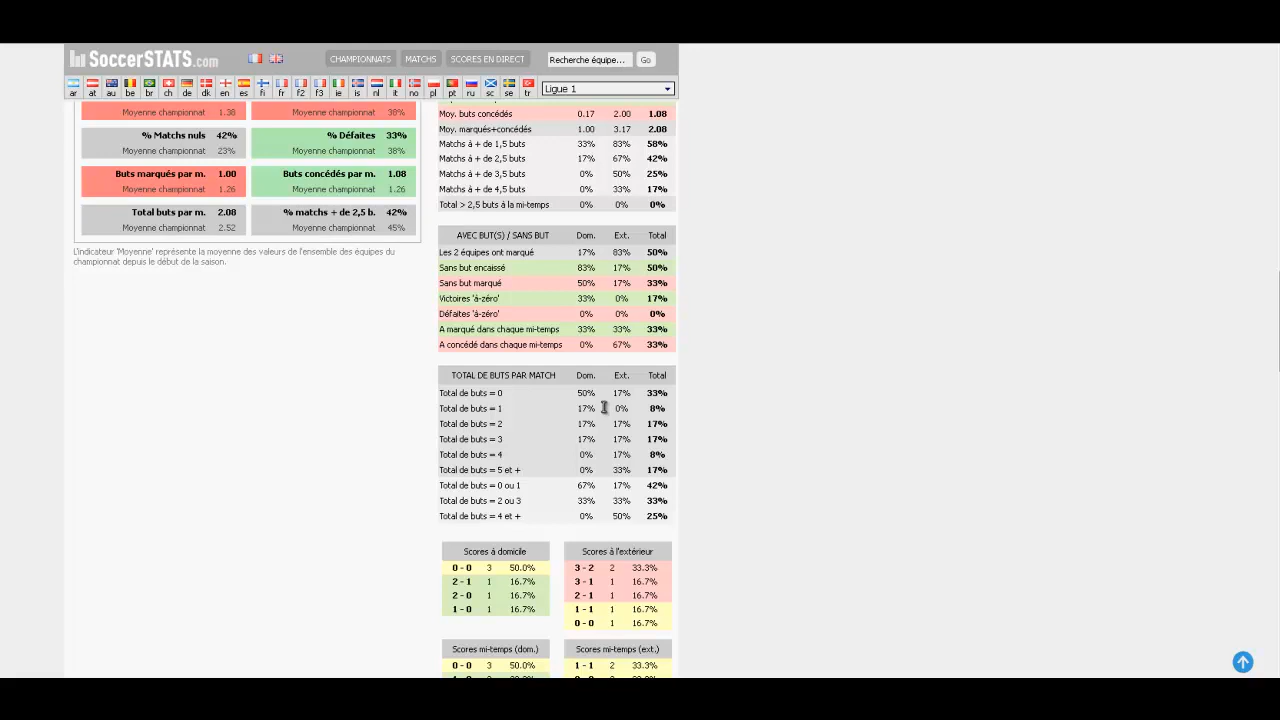 SoccerSTATS.com
CHAMPIONNATS MATCHS SCORES EN DIRECT Recherche équipe... Go
ar at au be br ch de dk en es fi f1 f2 f3 ie is nl it no pl pt ru sc se tr Ligue 1
Moyenne championnat 1.38 Moyenne championnat 38%
% Matchs nuls 42% % Défaites 33%
Moyenne championnat 23% Moyenne championnat 38%
Buts marqués par m. 1.00 Buts concédés par m. 1.08
Moyenne championnat 1.26 Moyenne championnat 1.26
Total buts par m. 2.08 % matchs + de 2,5 b. 42%
Moyenne championnat 2.52 Moyenne championnat 45%
L'indicateur 'Moyenne' représente la moyenne des valeurs de l'ensemble des équipes du
championnat depuis le début de la saison.
Moy. buts concédés 0.17 2.00 1.08
Moy. marqués+concédés 1.00 3.17 2.08
Matchs à + de 1,5 buts 33% 83% 58%
Matchs à + de 2,5 buts 17% 67% 42%
Matchs à + de 3,5 buts 0% 50% 25%
Matchs à + de 4,5 buts 0% 33% 17%
Total > 2,5 buts à la mi-temps 0% 0% 0%
AVEC BUT(S) / SANS BUT Dom. Ext. Total
Les 2 équipes ont marqué 17% 83% 50%
Sans but encaissé 83% 17% 50%
Sans but marqué 50% 17% 33%
Victoires 'à-zéro' 33% 0% 17%
Défaites 'à-zéro' 0% 0% 0%
A marqué dans chaque mi-temps 33% 33% 33%
A concédé dans chaque mi-temps 0% 67% 33%
TOTAL DE BUTS PAR MATCH Dom. Ext. Total
Total de buts = 0 50% 17% 33%
Total de buts = 1 17% 0% 8%
Total de buts = 2 17% 17% 17%
Total de buts = 3 17% 17% 17%
Total de buts = 4 0% 17% 8%
Total de buts = 5 et + 0% 33% 17%
Total de buts = 0 ou 1 67% 17% 42%
Total de buts = 2 ou 3 33% 33% 33%
Total de buts = 4 et + 0% 50% 25%
Scores à domicile
0 - 0 3 50.0%
2 - 1 1 16.7%
2 - 0 1 16.7%
1 - 0 1 16.7%
Scores à l'extérieur
3 - 2 2 33.3%
3 - 1 1 16.7%
2 - 1 1 16.7%
1 - 1 1 16.7%
0 - 0 1 16.7%
Scores mi-temps (dom.)
0 - 0 3 50.0%
Scores mi-temps (ext.)
1 - 1 2 33.3%